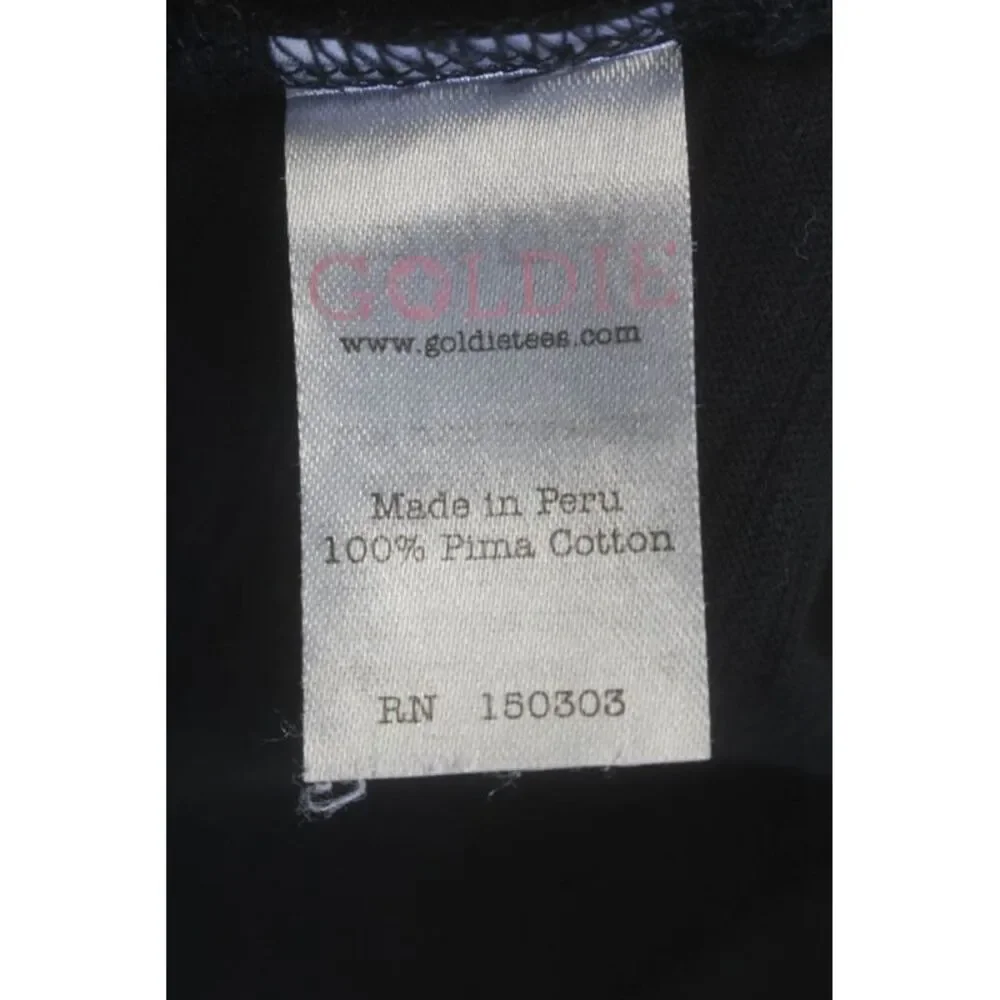 GOLDIE
www.goldietees.com
Made in Peru
100% Pima Cotton
RN 150303